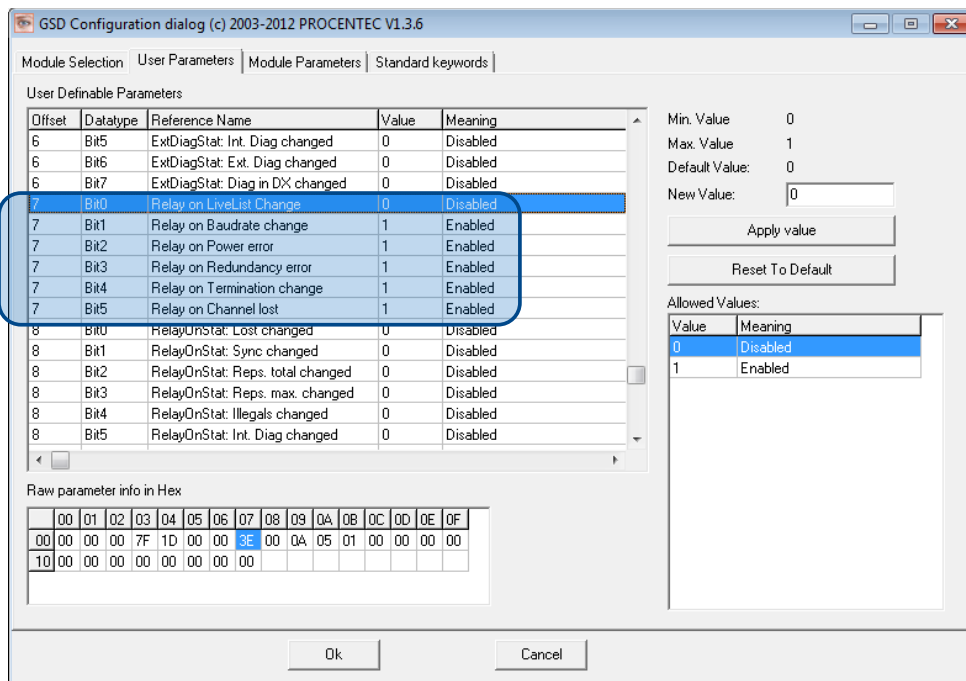 GSD Configuration dialog (c) 2003-2012 PROCENTEC V1.3.6
Module Selection User Parameters Module Parameters Standard keywords
User Definable Parameters
Offset Datatype Reference Name Value Meaning
6 Bit5 ExtDiagStat: Int. Diag changed 0 Disabled
6 Bit6 ExtDiagStat: Ext. Diag changed 0 Disabled
6 Bit7 ExtDiagStat: Diag in DX changed 0 Disabled
7 Bit0 Relay on LiveList Change 0 Disabled
7 Bit1 Relay on Baudrate change 1 Enabled
7 Bit2 Relay on Power error 1 Enabled
7 Bit3 Relay on Redundancy error 1 Enabled
7 Bit4 Relay on Termination change 1 Enabled
7 Bit5 Relay on Channel lost 1 Enabled
8 Bit0 RelayOnStat: Lost changed 0 Disabled
8 Bit1 RelayOnStat: Sync changed 0 Disabled
8 Bit2 RelayOnStat: Reps. total changed 0 Disabled
8 Bit3 RelayOnStat: Reps. max. changed 0 Disabled
8 Bit4 RelayOnStat: Illegals changed 0 Disabled
8 Bit5 RelayOnStat: Int. Diag changed 0 Disabled
Min. Value 0
Max. Value 1
Default Value: 0
New Value: 0
Apply value
Reset To Default
Allowed Values:
Value Meaning
0 Disabled
1 Enabled
Raw parameter info in Hex
00 01 02 03 04 05 06 07 08 09 0A 0B 0C 0D 0E 0F
00 00 00 00 7F 1D 00 00 3E 00 0A 05 01 00 00 00 00
10 00 00 00 00 00 00 00 00
Ok Cancel